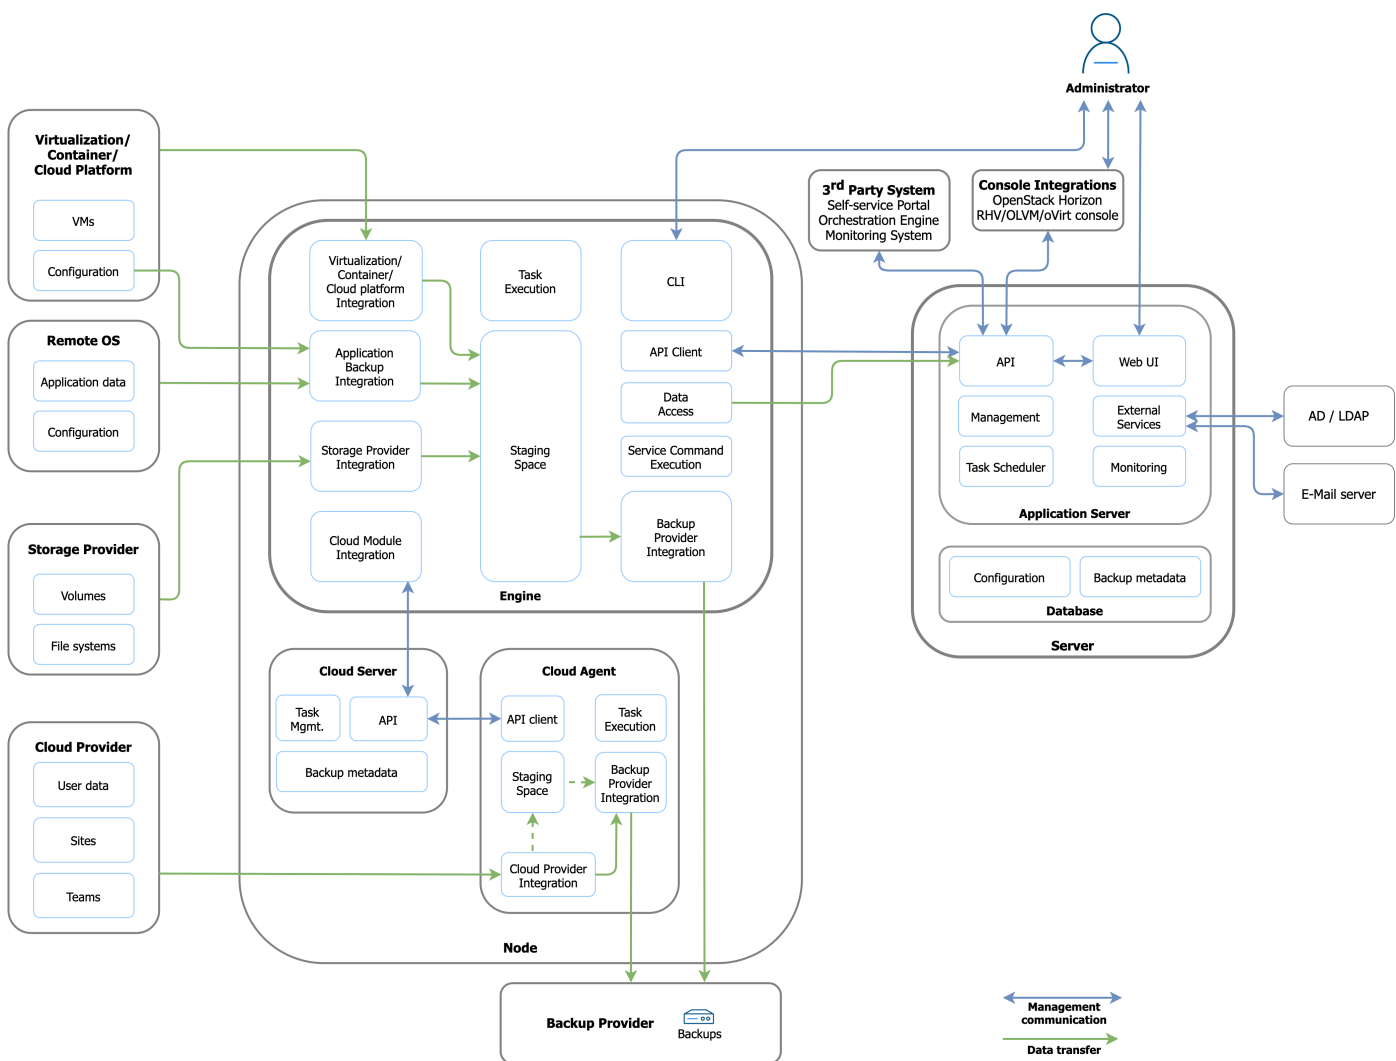 Administrator
Virtualization/
Container/
Cloud Platform
VMs
Configuration
Remote OS
Application data
Configuration
Storage Provider
Volumes
File systems
Cloud Provider
User data
Sites
Teams
Virtualization/
Container/
Cloud platform
Integration
Task
Execution
CLI
Application
Backup
Integration
API Client
Data
Access
Storage Provider
Integration
Staging
Space
Service Command
Execution
Cloud Module
Integration
Backup
Provider
Integration
Engine
Cloud Server
Task
Mgmt.
API
Backup metadata
Cloud Agent
API client
Task
Execution
Staging
Space
Backup
Provider
Integration
Cloud Provider
Integration
Node
Backup Provider
Backups
3rd Party System
Self-service Portal
Orchestration Engine
Monitoring System
Console Integrations
OpenStack Horizon
RHV/OLVM/oVirt console
API
Web UI
Management
External
Services
Task Scheduler
Monitoring
Application Server
Configuration
Backup metadata
Database
Server
AD / LDAP
E-Mail server
Management
communication
Data transfer